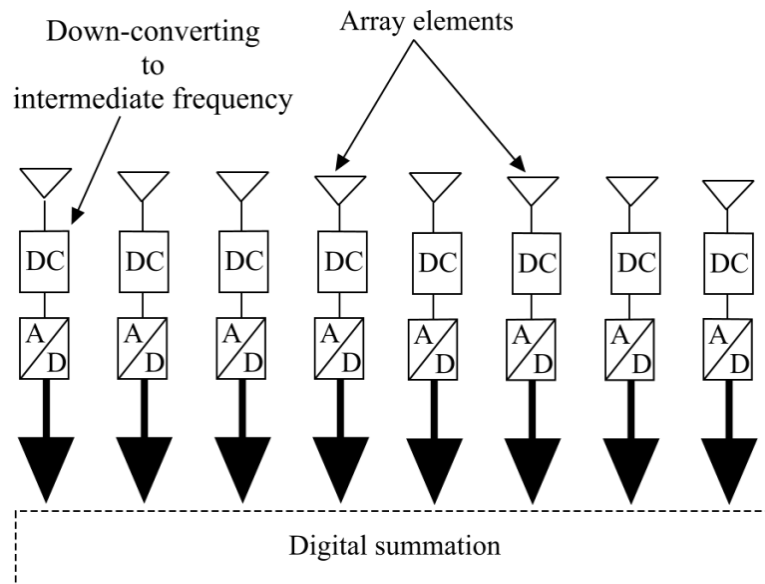 Down-converting
to
intermediate frequency
Array elements
DC DC DC DC DC DC DC DC
A/D A/D A/D A/D A/D A/D A/D A/D
Digital summation